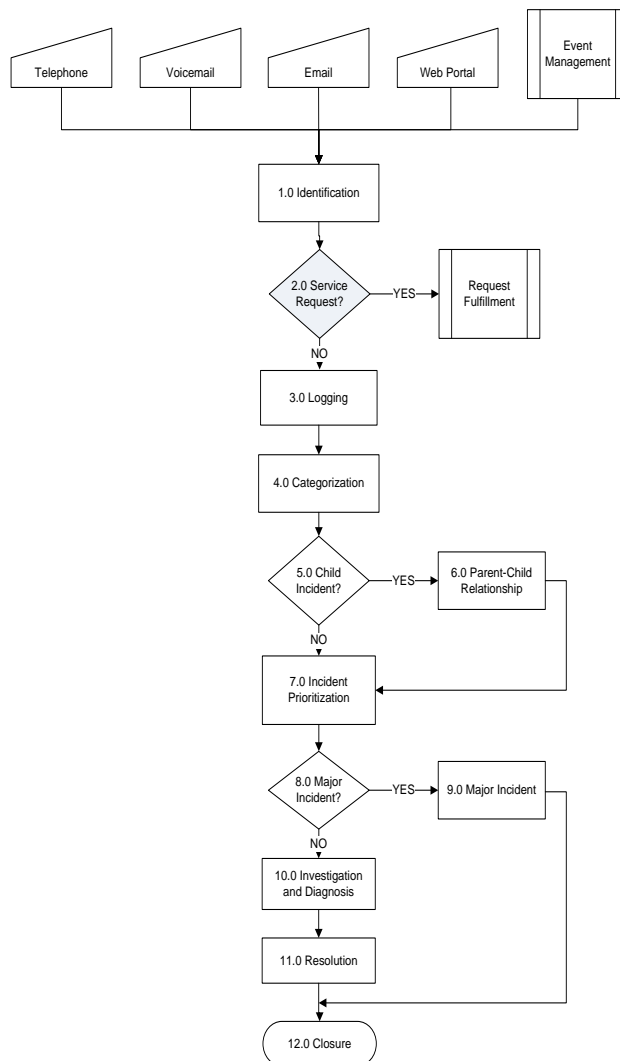 Telephone
Voicemail
Email
Web Portal
Event
Management
1.0 Identification
2.0 Service
Request?
YES
Request
Fulfillment
NO
3.0 Logging
4.0 Categorization
5.0 Child
Incident?
YES
6.0 Parent-Child
Relationship
NO
7.0 Incident
Prioritization
8.0 Major
Incident?
YES
9.0 Major Incident
NO
10.0 Investigation
and Diagnosis
11.0 Resolution
12.0 Closure